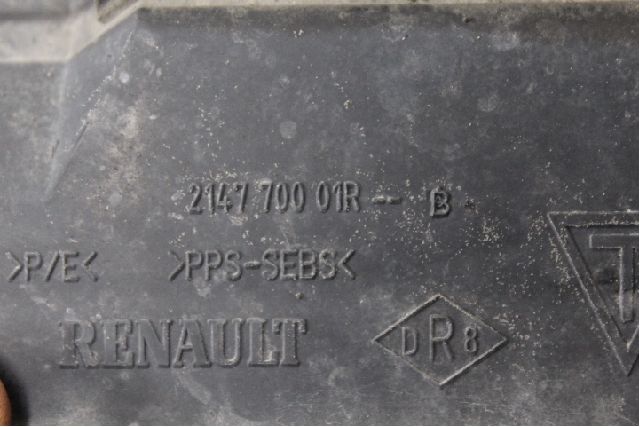 2147 700 01R -- B
>P/E< >PPS-SEBS<
RENAULT DR8
T